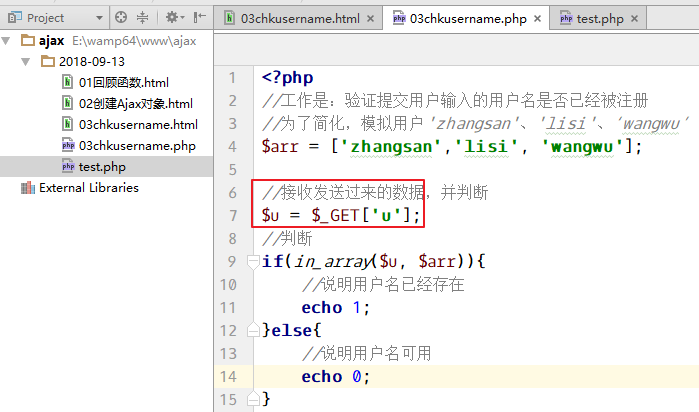 Project
ajax E:\wamp64\www\ajax
2018-09-13
01回顾函数.html
02创建Ajax对象.html
03chkusername.html
03chkusername.php
test.php
External Libraries
03chkusername.html × 03chkusername.php × test.php ×
1 <?php
2 //工作是：验证提交用户输入的用户名是否已经被注册
3 //为了简化，模拟用户'zhangsan'、'lisi'、'wangwu'
4 $arr = ['zhangsan','lisi', 'wangwu'];
5
6 //接收发送过来的数据，并判断
7 $u = $_GET['u'];
8 //判断
9 if(in_array($u, $arr)){
10 //说明用户名已经存在
11 echo 1;
12 }else{
13 //说明用户名可用
14 echo 0;
15 }